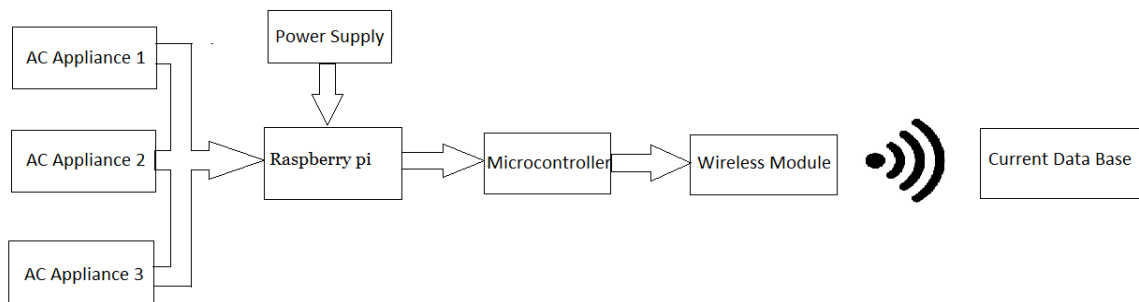 AC Appliance 1
Power Supply
AC Appliance 2
Raspberry pi
Microcontroller
Wireless Module
Current Data Base
AC Appliance 3